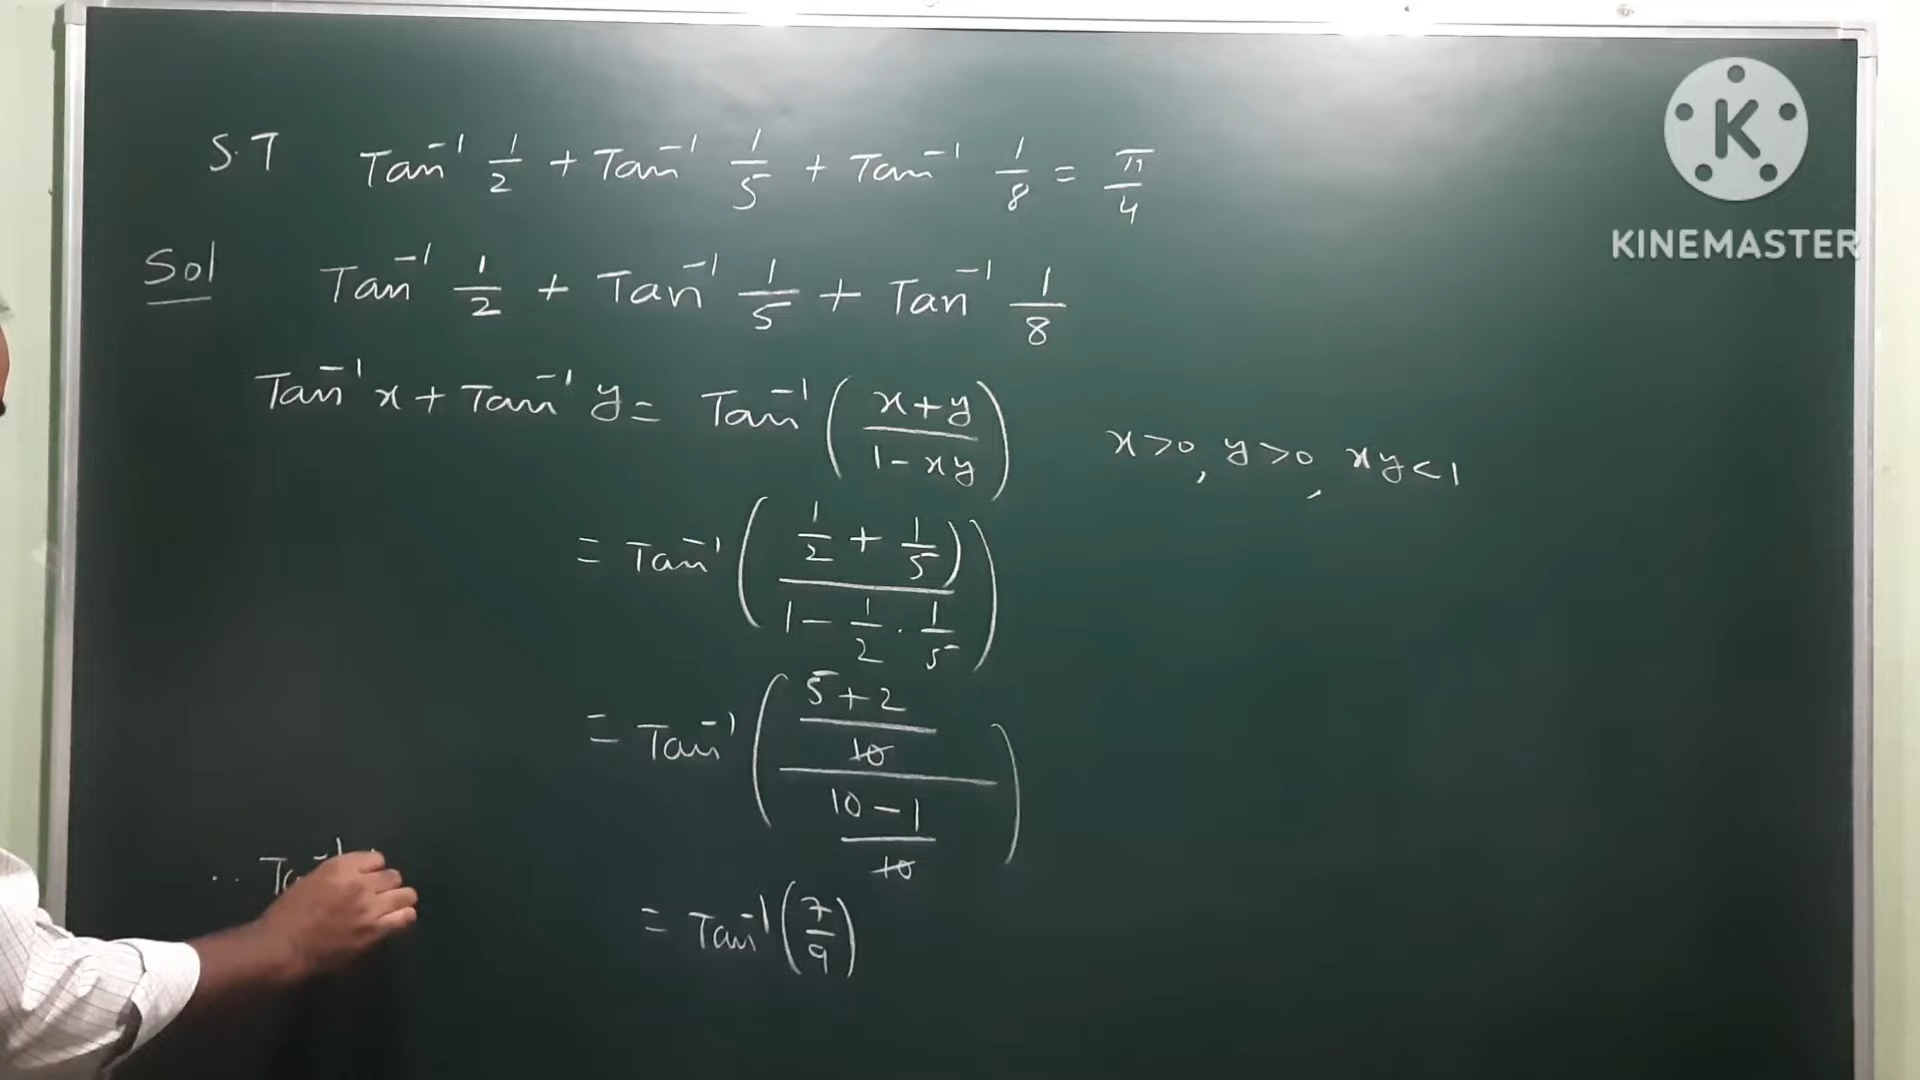 S.T Tan⁻¹ 1/2 + Tan⁻¹ 1/5 + Tan⁻¹ 1/8 = π/4
Sol Tan⁻¹ 1/2 + Tan⁻¹ 1/5 + Tan⁻¹ 1/8
Tan⁻¹ x + Tan⁻¹ y = Tan⁻¹ ( (x+y)/(1-xy) ) x>0, y>0, xy<1
= Tan⁻¹ ( (1/2 + 1/5))/(1 - 1/2 . 1/5) )
= Tan⁻¹ ( ((5+2)/10)/((10-1)/10) )
= Tan⁻¹ (7/9)
K
KINEMASTER